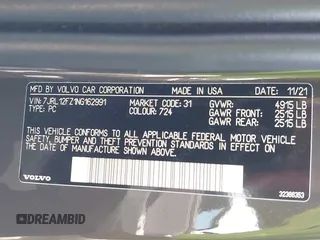 MFD BY VOLVO CAR CORPORATION MADE IN USA DATE: 11/21
VIN: 7JRL12FZ1NG162991 MARKET CODE: 31 GVWR: 4915 LB
TYPE: PC COLOUR: 724 GAWR FRONT: 2515 LB
GAWR REAR: 2515 LB
THIS VEHICLE CONFORMS TO ALL APPLICABLE FEDERAL MOTOR VEHICLE
SAFETY, BUMPER AND THEFT PREVENTION STANDARDS IN EFFECT ON THE
DATE OF MANUFACTURE SHOWN ABOVE.
VOLVO 32366353
DREAMBID